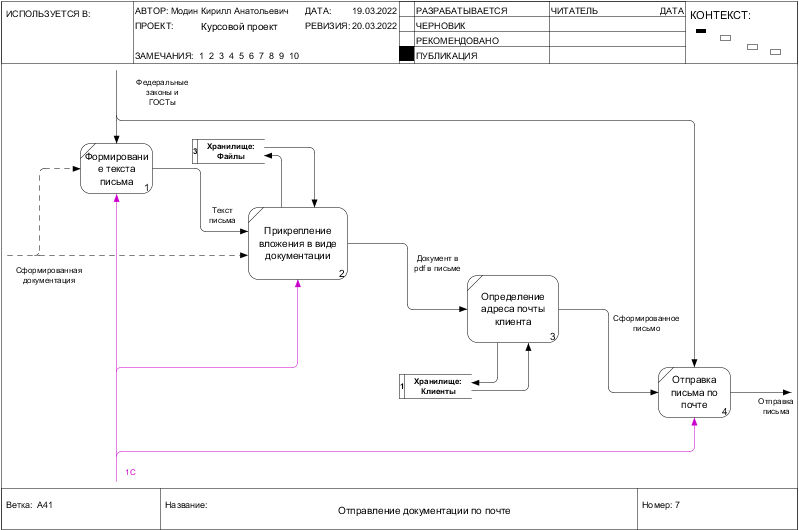 ИСПОЛЬЗУЕТСЯ В:
АВТОР: Модин Кирилл Анатольевич
ДАТА: 19.03.2022
ПРОЕКТ: Курсовой проект
РЕВИЗИЯ: 20.03.2022
ЗАМЕЧАНИЯ: 1 2 3 4 5 6 7 8 9 10
РАЗРАБАТЫВАЕТСЯ
ЧЕРНОВИК
РЕКОМЕНДОВАНО
ПУБЛИКАЦИЯ
ЧИТАТЕЛЬ
ДАТА
КОНТЕКСТ:
Федеральные
законы и
ГОСТы
Формировани
е текста
письма
1
3
Хранилище:
Файлы
Текст
письма
Прикрепление
вложения в виде
документации
2
Сформированная
документация
Документ в
pdf в письме
Определение
адреса почты
клиента
3
Сформированное
письмо
1
Хранилище:
Клиенты
Отправка
письма по
почте
4
Отправка
письма
1С
Ветка: A41
Название:
Отправление документации по почте
Номер: 7